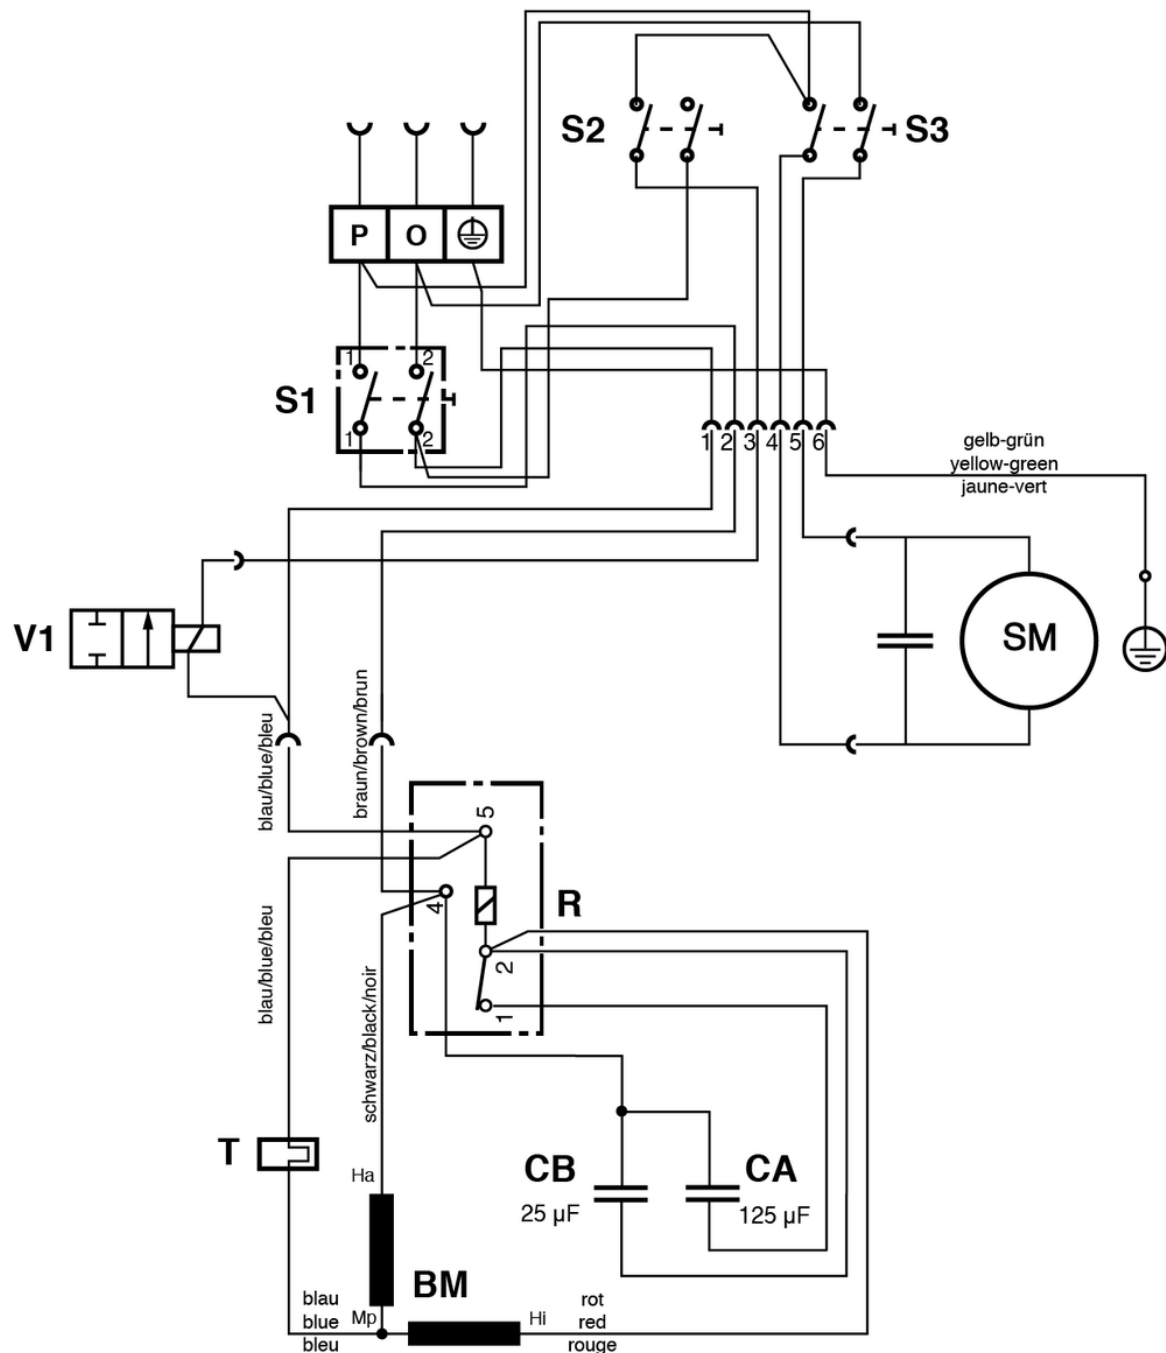 S2
S3
P
O
1
2
S1
1
2
1
2
3
4
5
6
gelb-grün
yellow-green
jaune-vert
V1
SM
blau/blue/bleu
braun/brown/brun
5
4
R
2
1
blau/blue/bleu
schwarz/black/noir
T
Ha
CB
25 µF
CA
125 µF
BM
Mp
Hi
blau
blue
bleu
rot
red
rouge